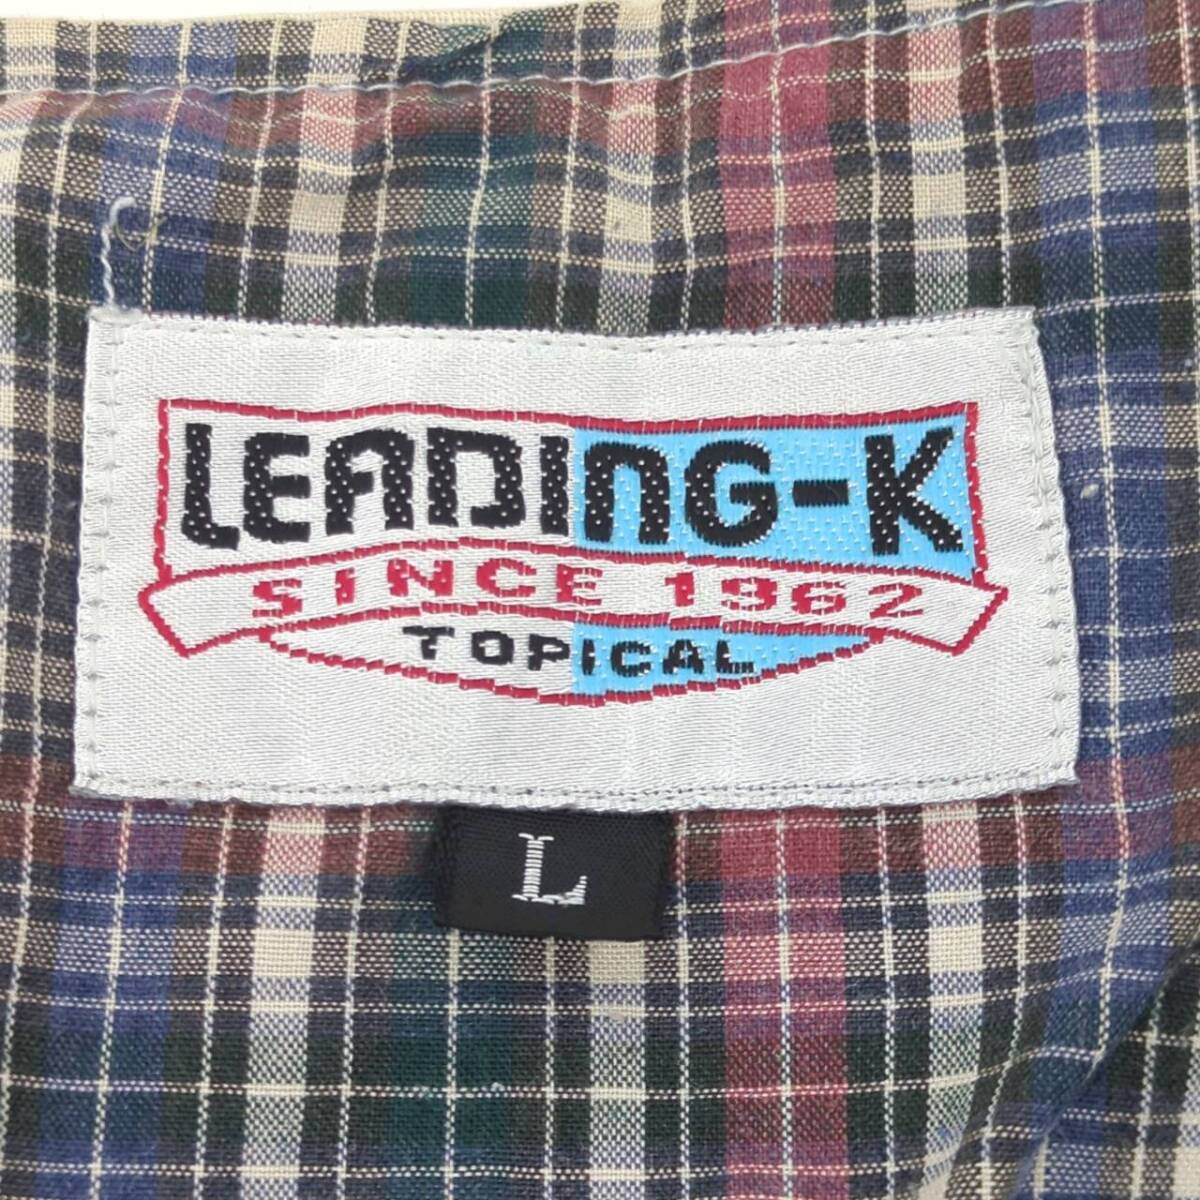 LEADING-K
SINCE 1962
TOPICAL
L